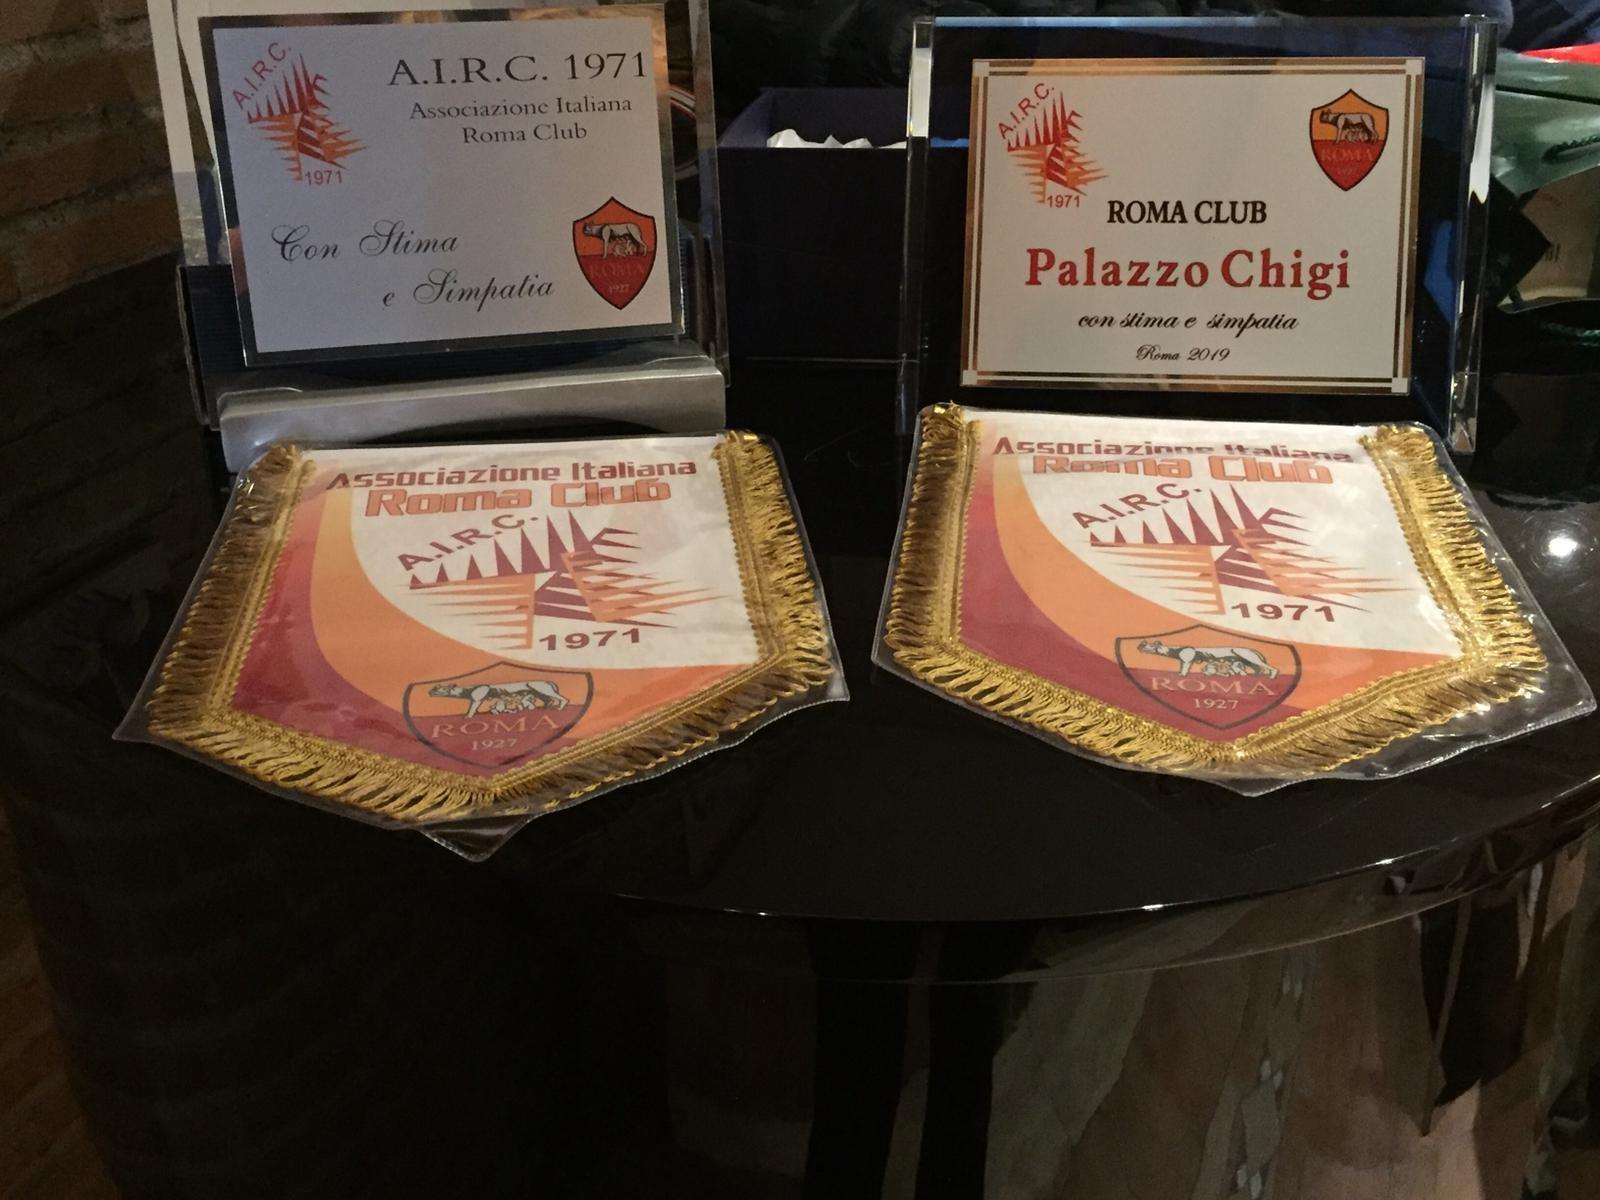 A.I.R.C.
1971
A.I.R.C. 1971
Associazione Italiana
Roma Club
Con Stima
e Simpatia
ROMA
1927
A.I.R.C.
1971
ROMA
1927
ROMA CLUB
Palazzo Chigi
con stima e simpatia
Roma 2019
Associazione Italiana
Roma Club
A.I.R.C.
1971
ROMA
1927
Associazione Italiana
Roma Club
A.I.R.C.
1971
ROMA
1927